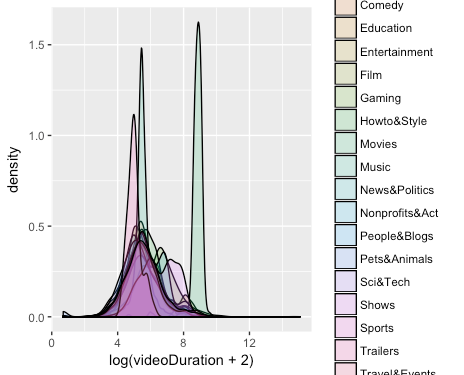 Comedy
Education
Entertainment
Film
Gaming
Howto&Style
Movies
Music
News&Politics
Nonprofits&Act
People&Blogs
Pets&Animals
Sci&Tech
Shows
Sports
Trailers
Travel&Events
density
1.5
1.0
0.5
0.0
0 4 8 12
log(videoDuration + 2)